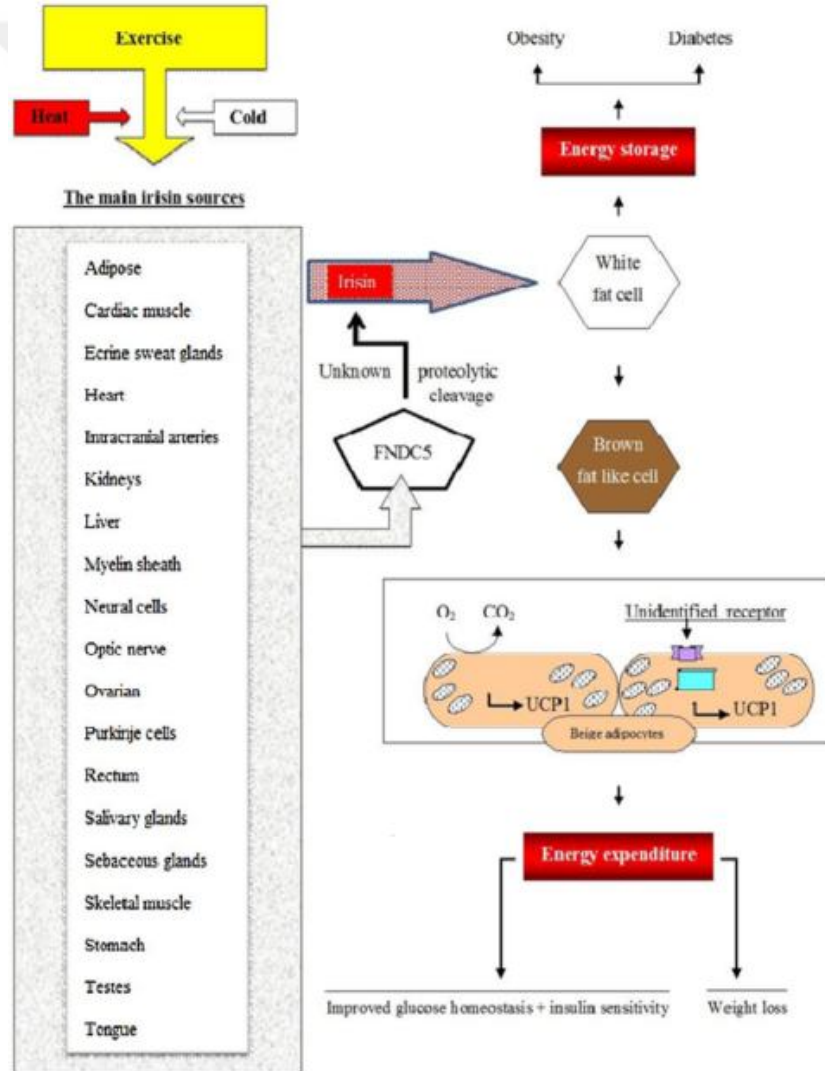 Exercise
Heat
Cold
The main irisin sources
Adipose
Cardiac muscle
Ecrine sweat glands
Heart
Intracranial arteries
Kidneys
Liver
Myelin sheath
Neural cells
Optic nerve
Ovarian
Purkinje cells
Rectum
Salivary glands
Sebaceous glands
Skeletal muscle
Stomach
Testes
Tongue
Irisin
Unknown
proteolytic
cleavage
FNDC5
Obesity
Diabetes
Energy storage
White
fat cell
Brown
fat like cell
O₂
CO₂
Unidentified receptor
UCP1
UCP1
Beige adipocytes
Energy expenditure
Improved glucose homeostasis + insulin sensitivity
Weight loss